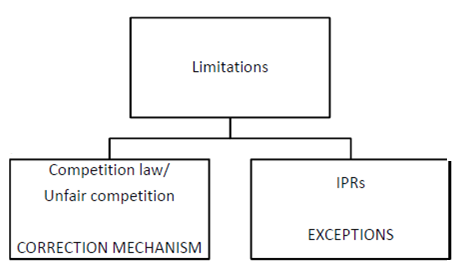 Limitations
Competition law/
Unfair competition
CORRECTION MECHANISM
IPRs
EXCEPTIONS